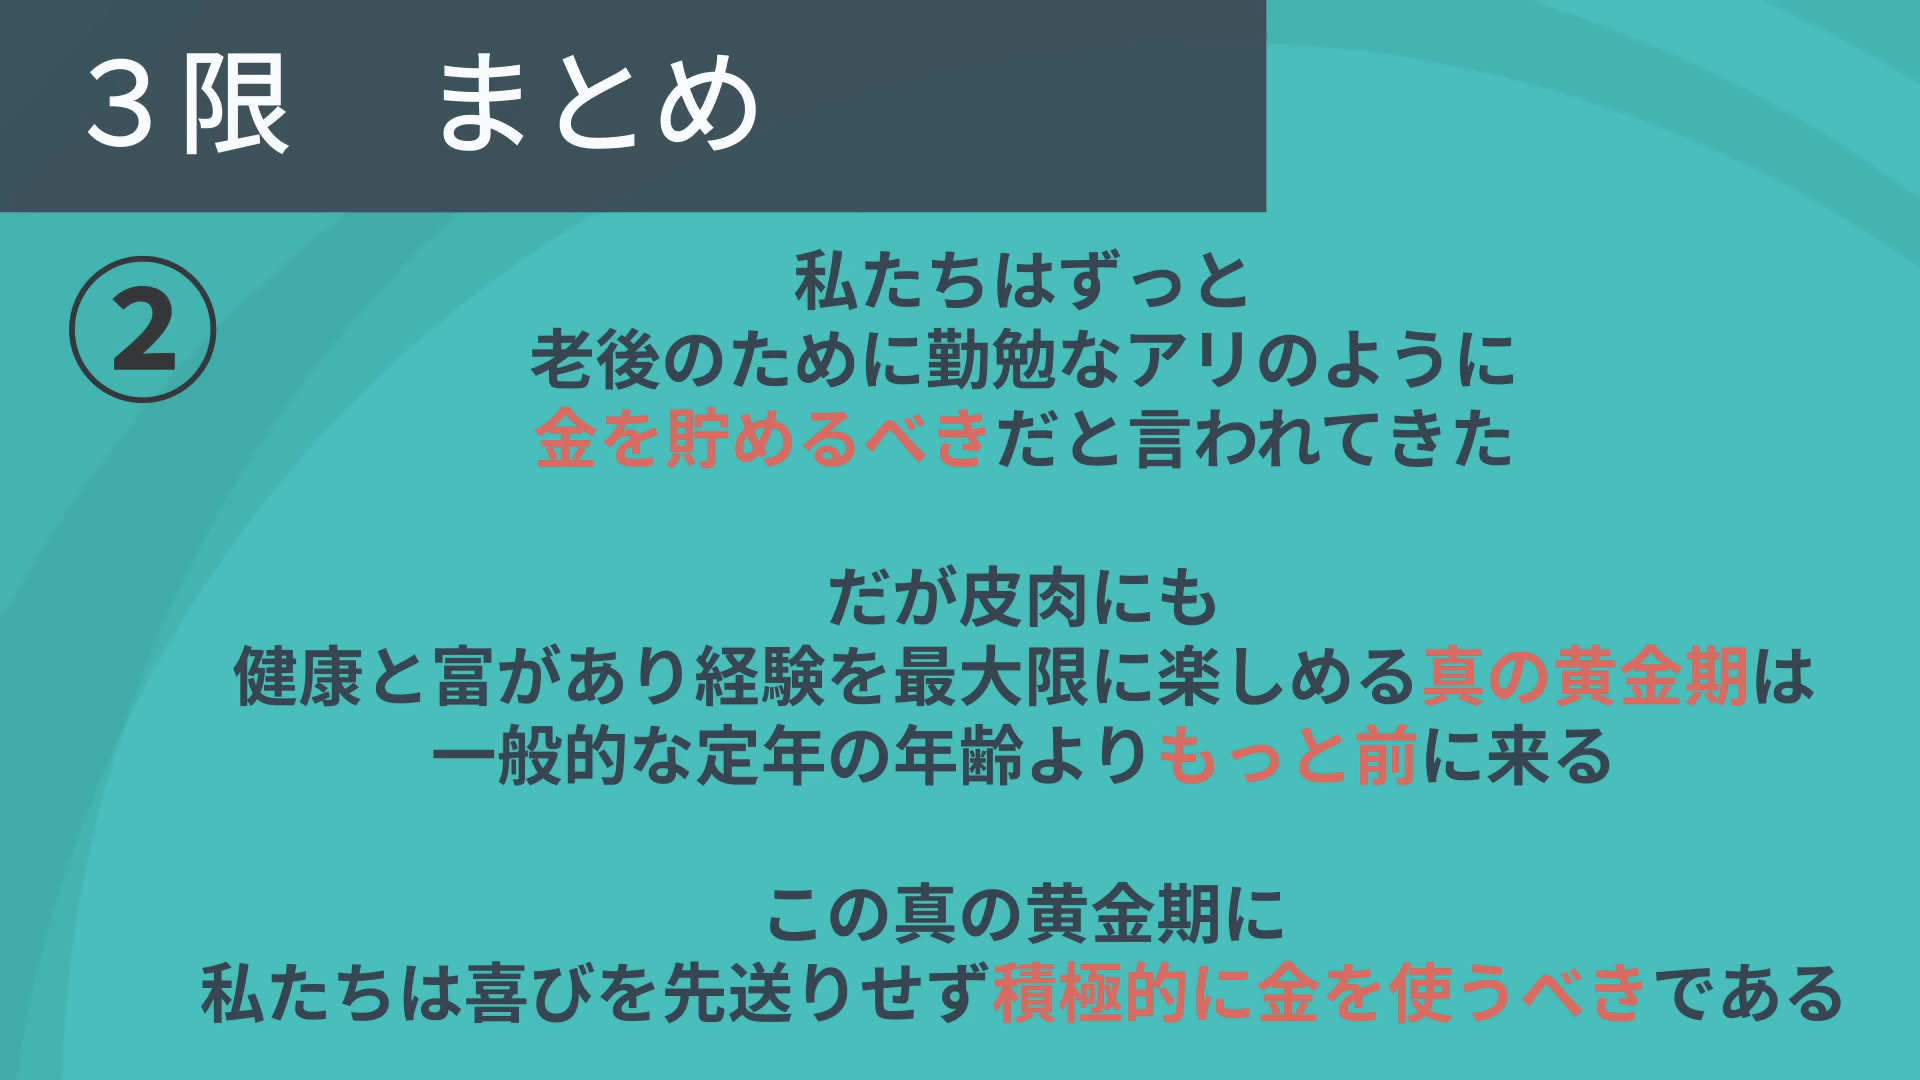 ３限　まとめ
②
私たちはずっと
老後のために勤勉なアリのように
金を貯めるべきだと言われてきた
だが皮肉にも
健康と富があり経験を最大限に楽しめる真の黄金期は
一般的な定年の年齢よりもっと前に来る
この真の黄金期に
私たちは喜びを先送りせず積極的に金を使うべきである